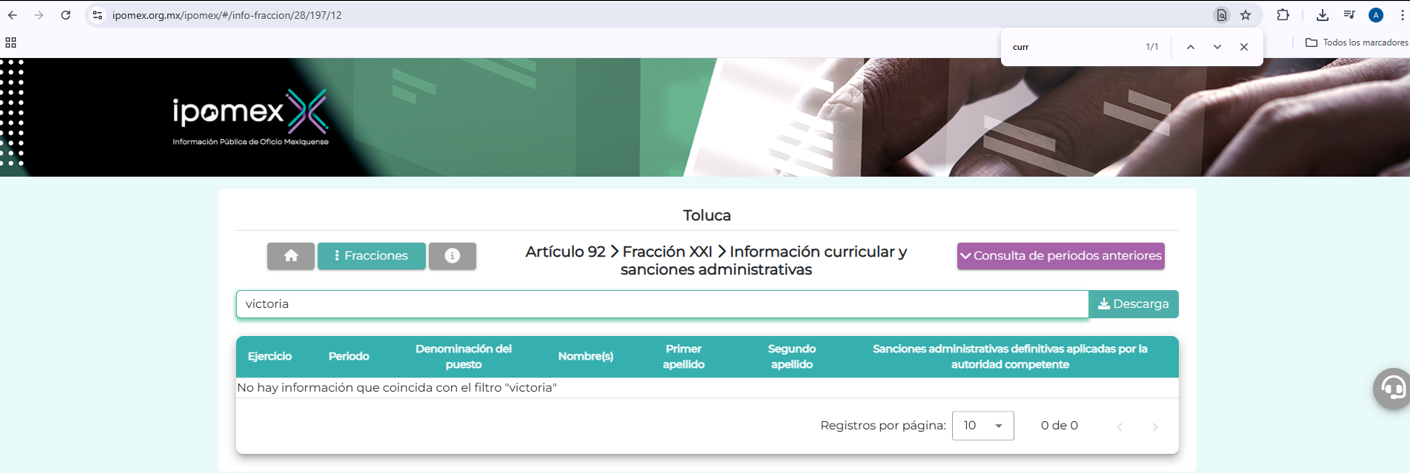 ipomex.org.mx/ipomex/#/info-fraccion/28/197/12
A
curr
1/1
Todos los marcadores
ipomex
Información Pública de Oficio Mexiquense
Toluca
Fracciones
Artículo 92 > Fracción XXI > Información curricular y
sanciones administrativas
Consulta de periodos anteriores
victoria
Descarga
Ejercicio
Periodo
Denominación del
puesto
Nombre(s)
Primer
apellido
Segundo
apellido
Sanciones administrativas definitivas aplicadas por la
autoridad competente
No hay información que coincida con el filtro "victoria"
Registros por página:
10
0 de 0